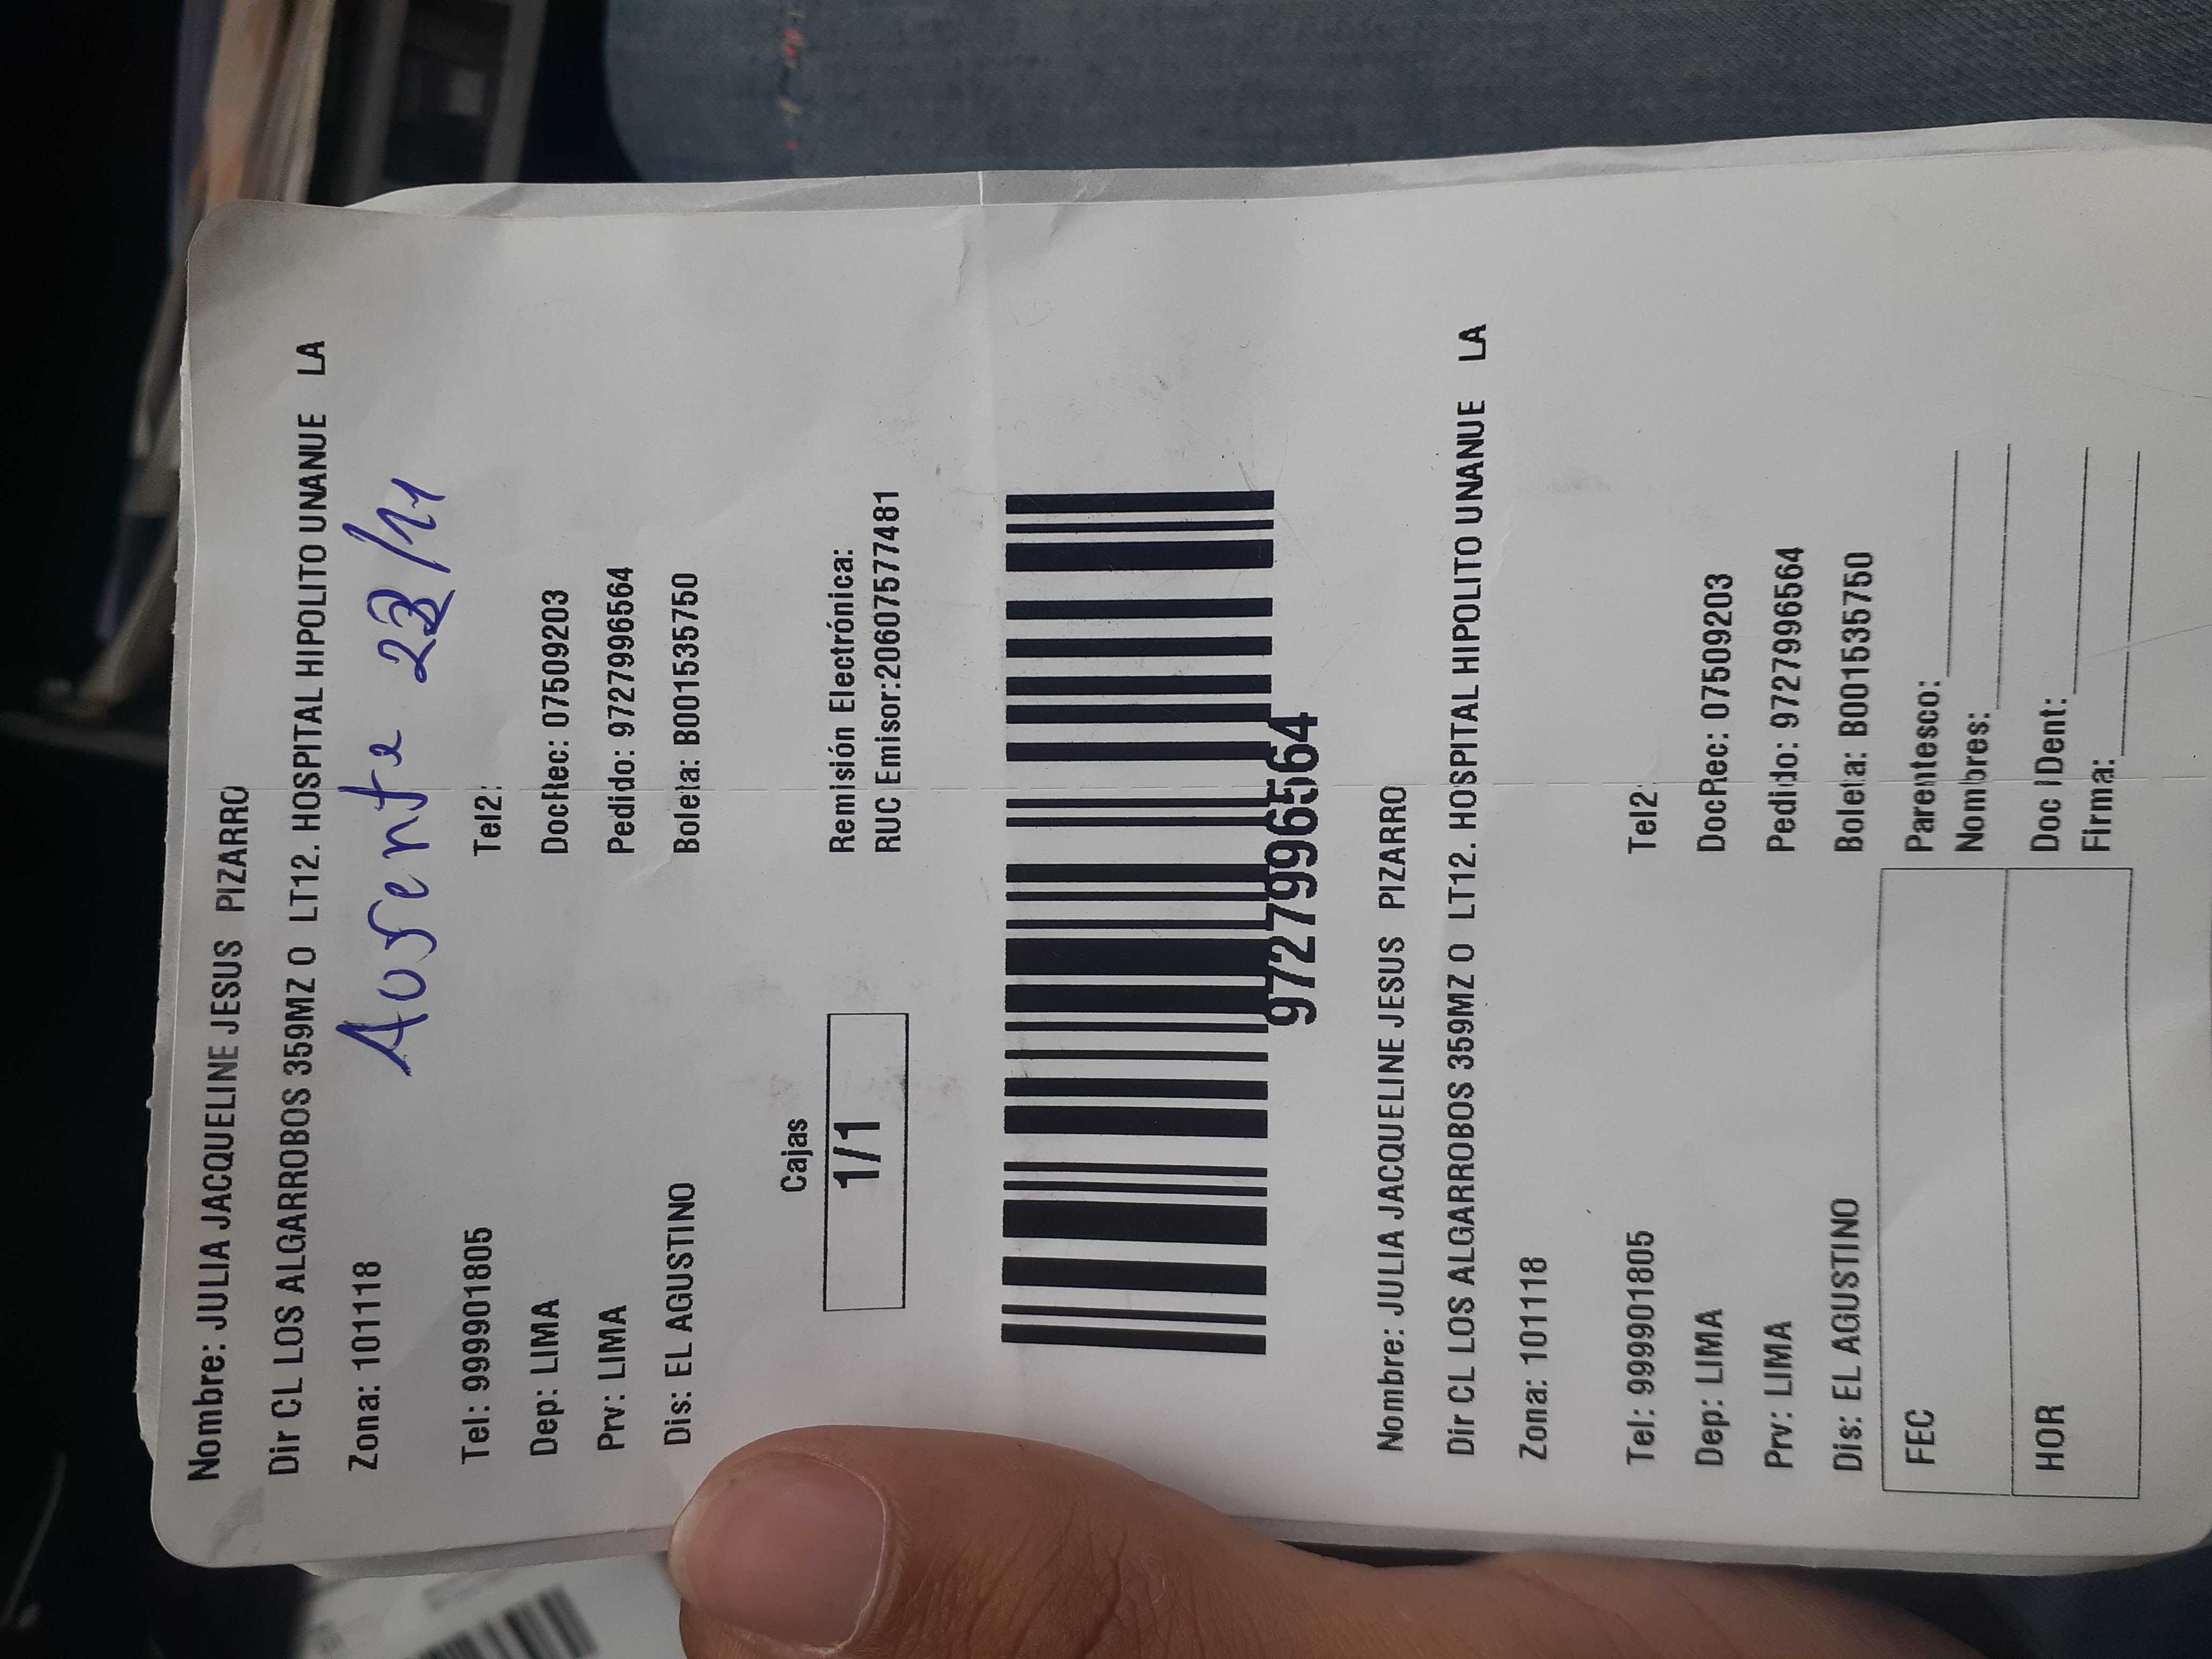 Nombre: JULIA JACQUELINE JESUS PIZARRO
Dir CL LOS ALGARROBOS 359MZ O LT12. HOSPITAL HIPOLITO UNANUE LA
Zona: 101118
Ausente 23/11
Tel: 999901805 Tel2:
Dep: LIMA DocRec: 07509203
Prv: LIMA Pedido: 97279996564
Dis: EL AGUSTINO Boleta: B001535750
Cajas
1/1
Remisión Electrónica:
RUC Emisor:20607577481
97279996564
Nombre: JULIA JACQUELINE JESUS PIZARRO
Dir CL LOS ALGARROBOS 359MZ O LT12. HOSPITAL HIPOLITO UNANUE LA
Zona: 101118
Tel: 999901805 Tel2:
Dep: LIMA DocRec: 07509203
Prv: LIMA Pedido: 97279996564
Dis: EL AGUSTINO Boleta: B001535750
FEC Parentesco:
Nombres:
HOR Doc IDent:
Firma: